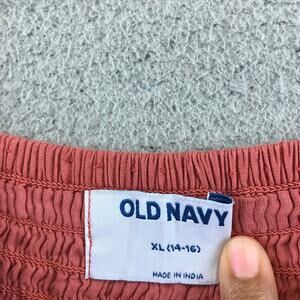 OLD NAVY
XL (14-16)
MADE IN INDIA